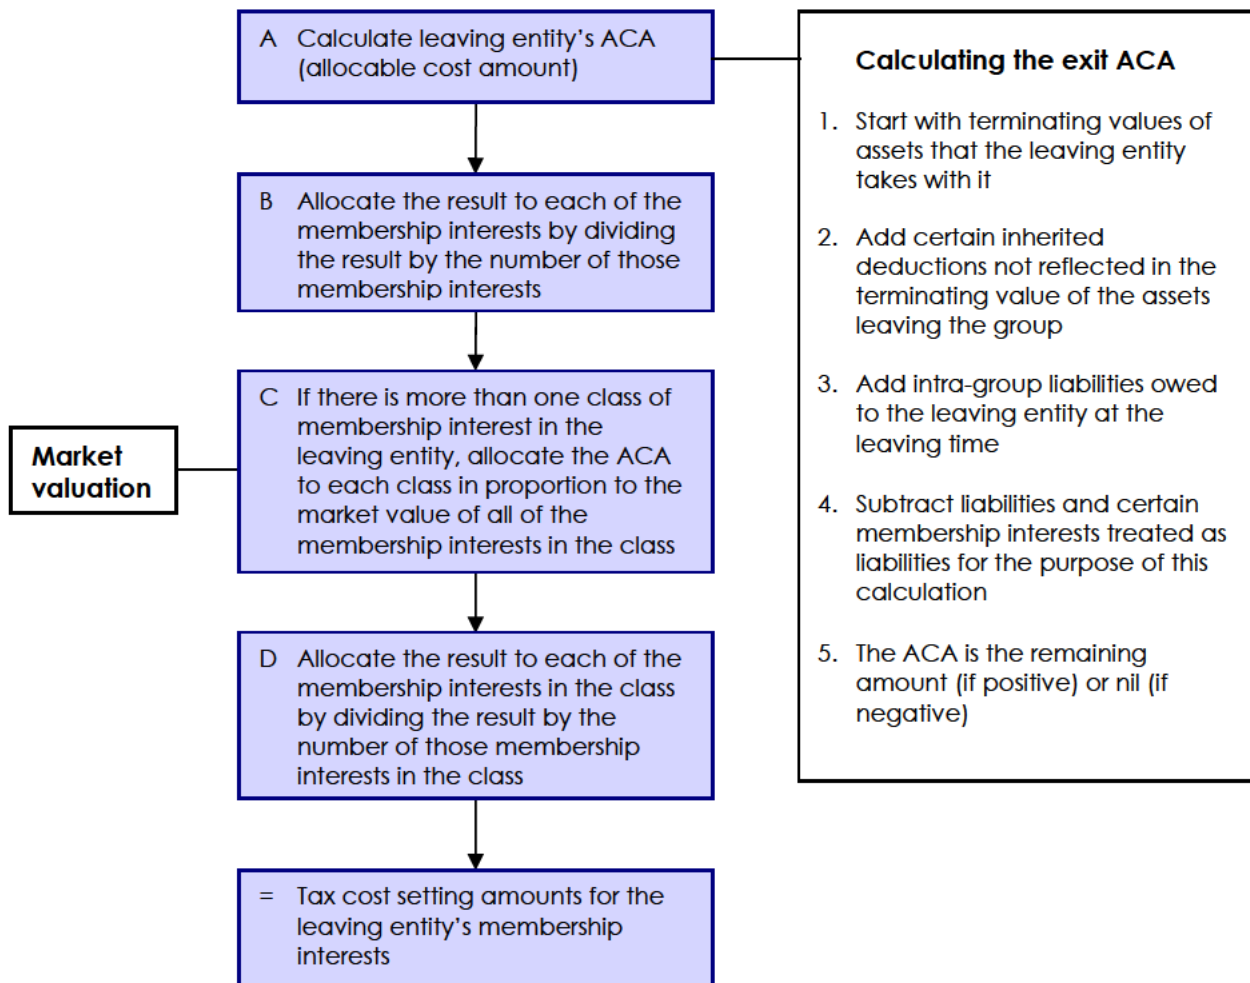 A Calculate leaving entity's ACA
(allocable cost amount)
B Allocate the result to each of the
membership interests by dividing
the result by the number of those
membership interests
C If there is more than one class of
membership interest in the
leaving entity, allocate the ACA
to each class in proportion to the
market value of all of the
membership interests in the class
Market
valuation
D Allocate the result to each of the
membership interests in the class
by dividing the result by the
number of those membership
interests in the class
= Tax cost setting amounts for the
leaving entity's membership
interests
Calculating the exit ACA
1. Start with terminating values of
assets that the leaving entity
takes with it
2. Add certain inherited
deductions not reflected in the
terminating value of the assets
leaving the group
3. Add intra-group liabilities owed
to the leaving entity at the
leaving time
4. Subtract liabilities and certain
membership interests treated as
liabilities for the purpose of this
calculation
5. The ACA is the remaining
amount (if positive) or nil (if
negative)